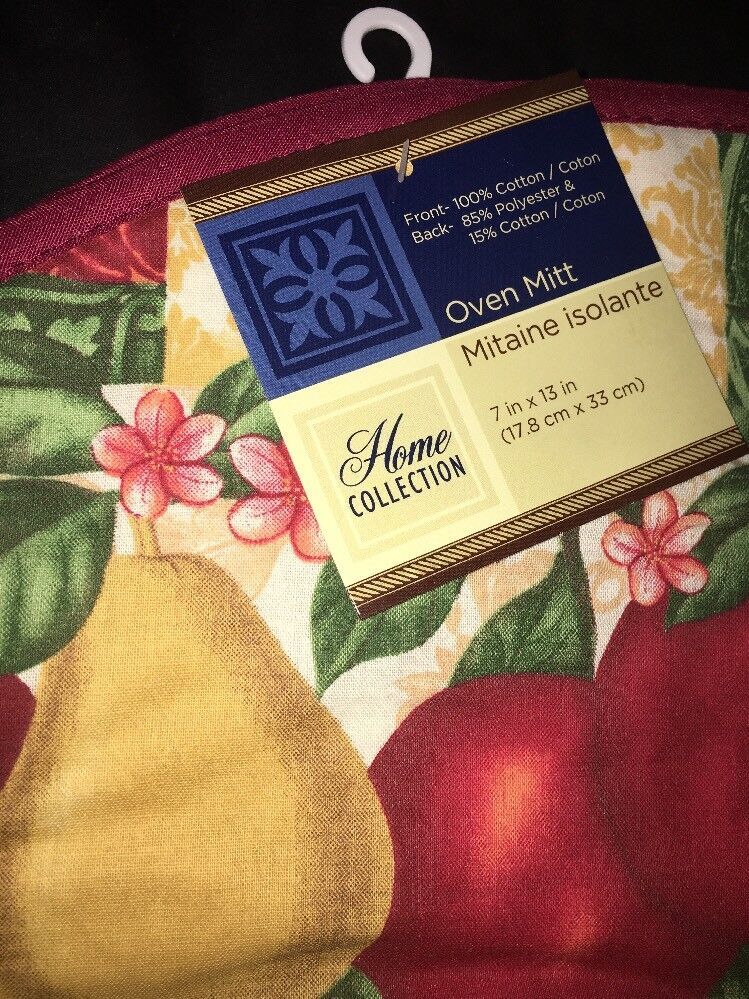 Front- 100% Cotton / Coton
Back- 85% Polyester &
15% Cotton / Coton
Oven Mitt
Mitaine isolante
7 in x 13 in
(17.8 cm x 33 cm)
Home
COLLECTION